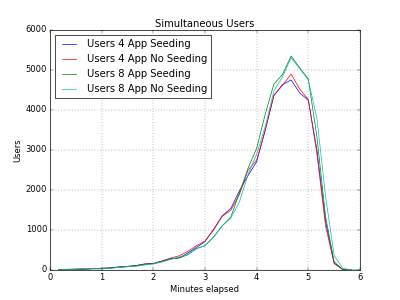 Simultaneous Users
6000
5000
4000
3000
2000
1000
0
Users
Users 4 App Seeding
Users 4 App No Seeding
Users 8 App Seeding
Users 8 App No Seeding
0 1 2 3 4 5 6
Minutes elapsed